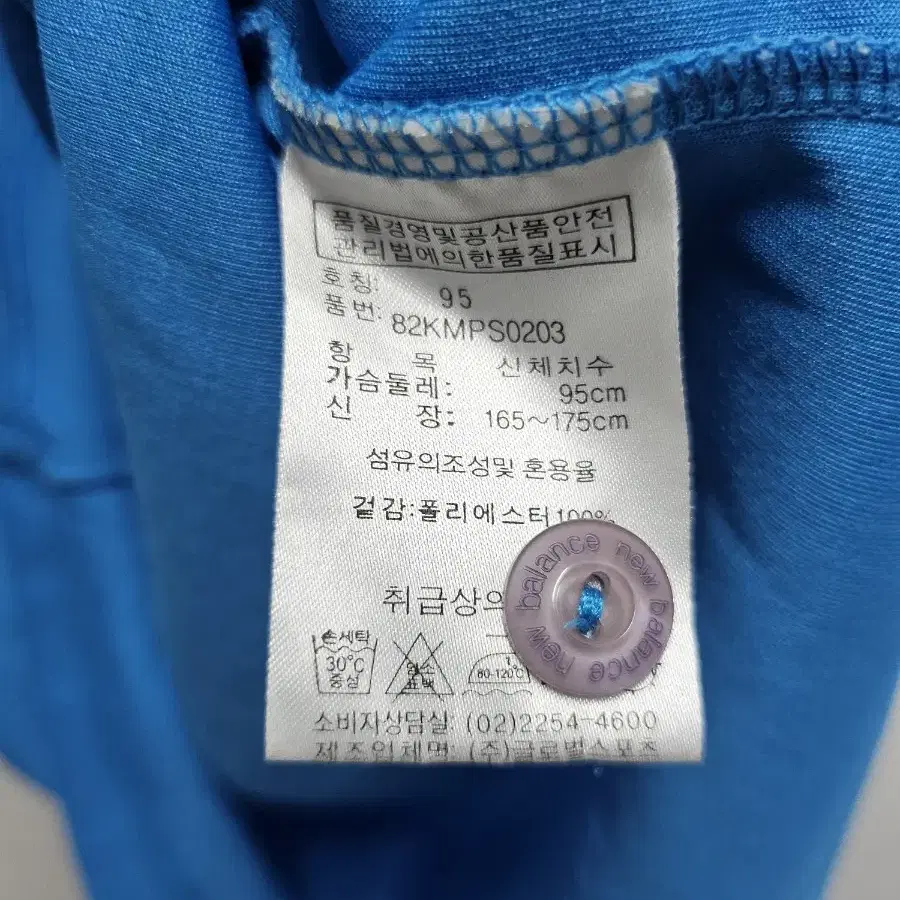 품질경영및공산품안전
관리법에의한품질표시
호칭: 95
품번: 82KMPS0203
항 목 신체치수
가슴둘레: 95cm
신 장: 165~175cm
섬유의조성및 혼용율
겉감:폴리에스터100%
취급상의
손세탁
30℃
중성
염소
표백
80-120℃
new balance new balance
소비자상담실: (02)2254-4600
제조업체명: (주)글로벌스포츠